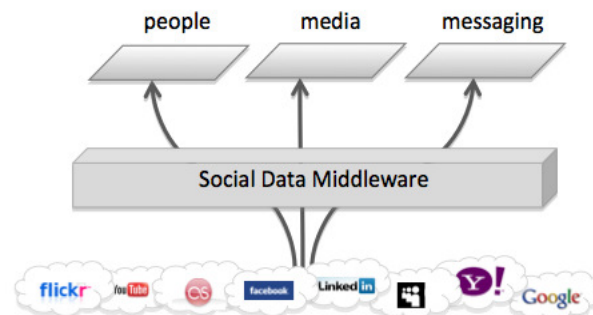 people media messaging
Social Data Middleware
flickr YouTube facebook LinkedIn Y! Google